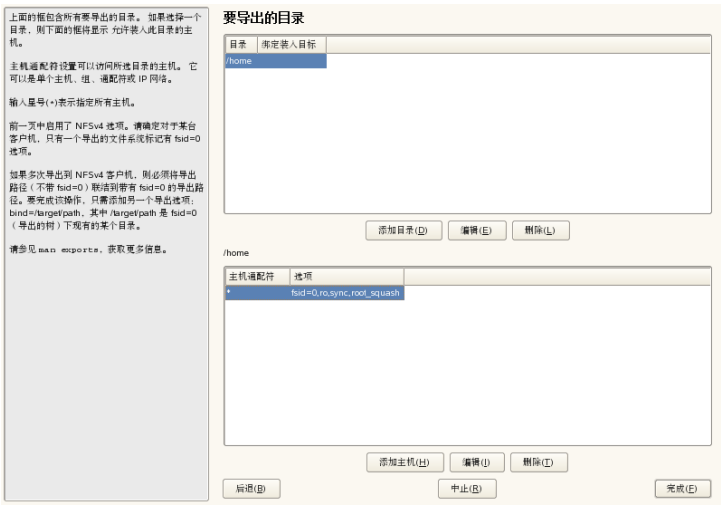 上面的框包含所有要导出的目录。 如果选择一个
目录，则下面的框将显示 允许装入此目录的主
机。
主机通配符设置可以访问所选目录的主机。 它
可以是单个主机、组、通配符或 IP 网络。
输入星号(*)表示指定所有主机。
前一页中启用了 NFSv4 选项。请确定对于某台
客户机，只有一个导出的文件系统标记有 fsid=0
选项。
如果多次导出到 NFSv4 客户机，则必须将导出
路径（不带 fsid=0）联结到带有 fsid=0 的导出路
径。要完成该操作，只需添加另一个导出选项：
bind=/target/path，其中 /target/path 是 fsid=0
（导出的树）下现有的某个目录。
请参见 man exports，获取更多信息。
要导出的目录
目录 绑定装入目标
/home
添加目录(D) 编辑(E) 删除(L)
/home
主机通配符 选项
* fsid=0,ro,sync,root_squash
添加主机(H) 编辑(I) 删除(T)
后退(B) 中止(R) 完成(F)